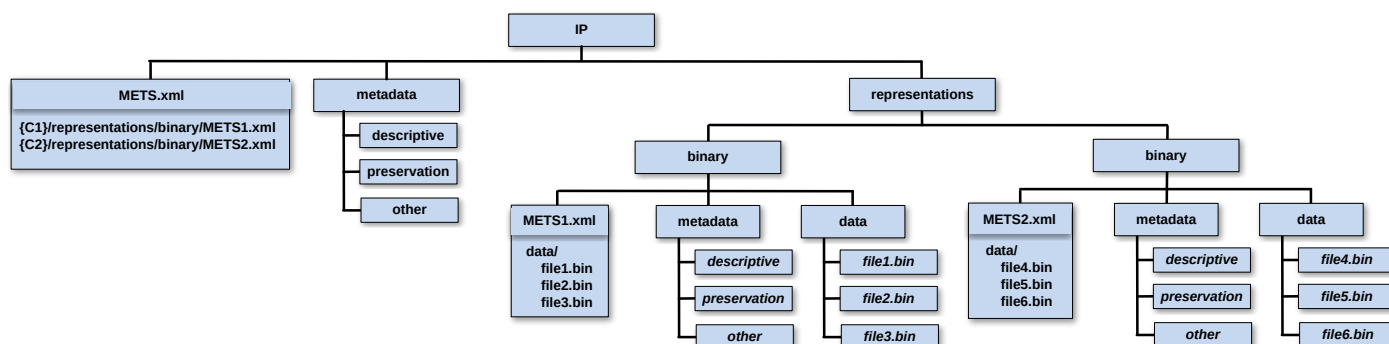 IP
METS.xml
{C1}/representations/binary/METS1.xml
{C2}/representations/binary/METS2.xml
metadata
descriptive
preservation
other
representations
binary
METS1.xml
data/
file1.bin
file2.bin
file3.bin
metadata
descriptive
preservation
other
data
file1.bin
file2.bin
file3.bin
binary
METS2.xml
data/
file4.bin
file5.bin
file6.bin
metadata
descriptive
preservation
other
data
file4.bin
file5.bin
file6.bin